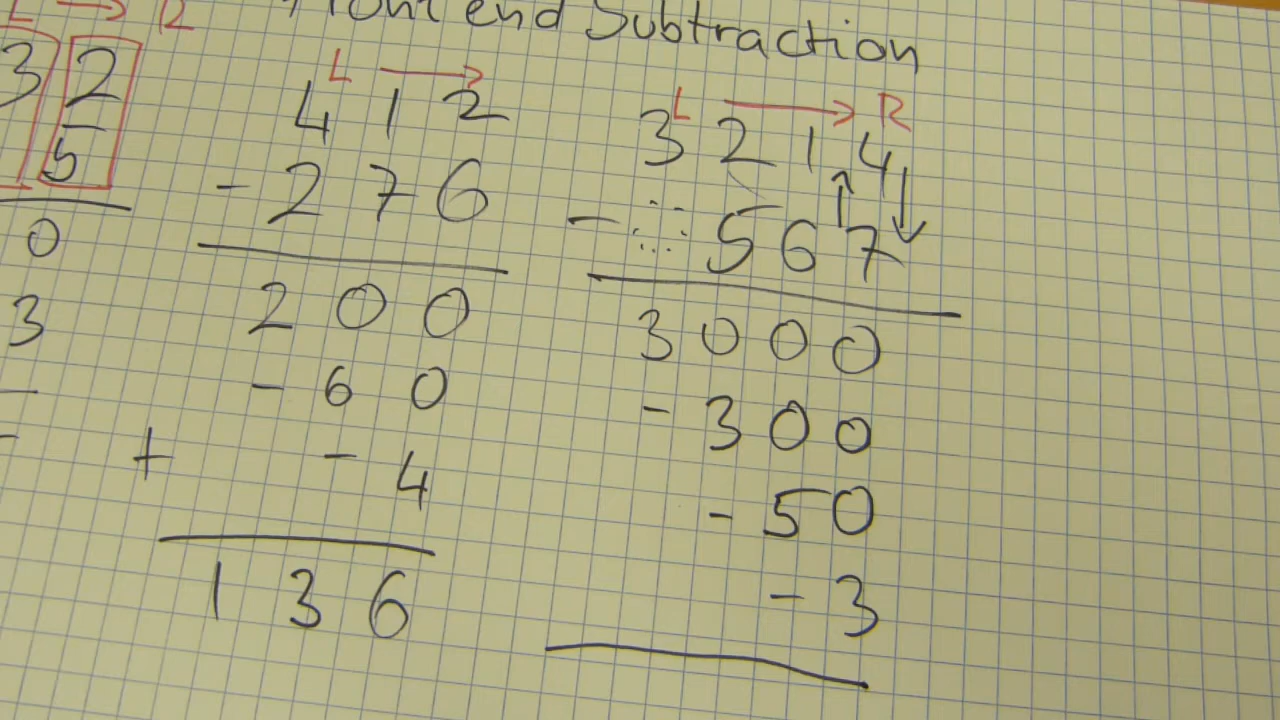 Front end Subtraction
L → R
3 2
- 5
0
3
-
-
L →
4 1 2
- 2 7 6
2 0 0
- 6 0
+ - 4
1 3 6
L → R
3 2 1 4
- 5 6 7
3 0 0 0
- 3 0 0
- 5 0
- 3